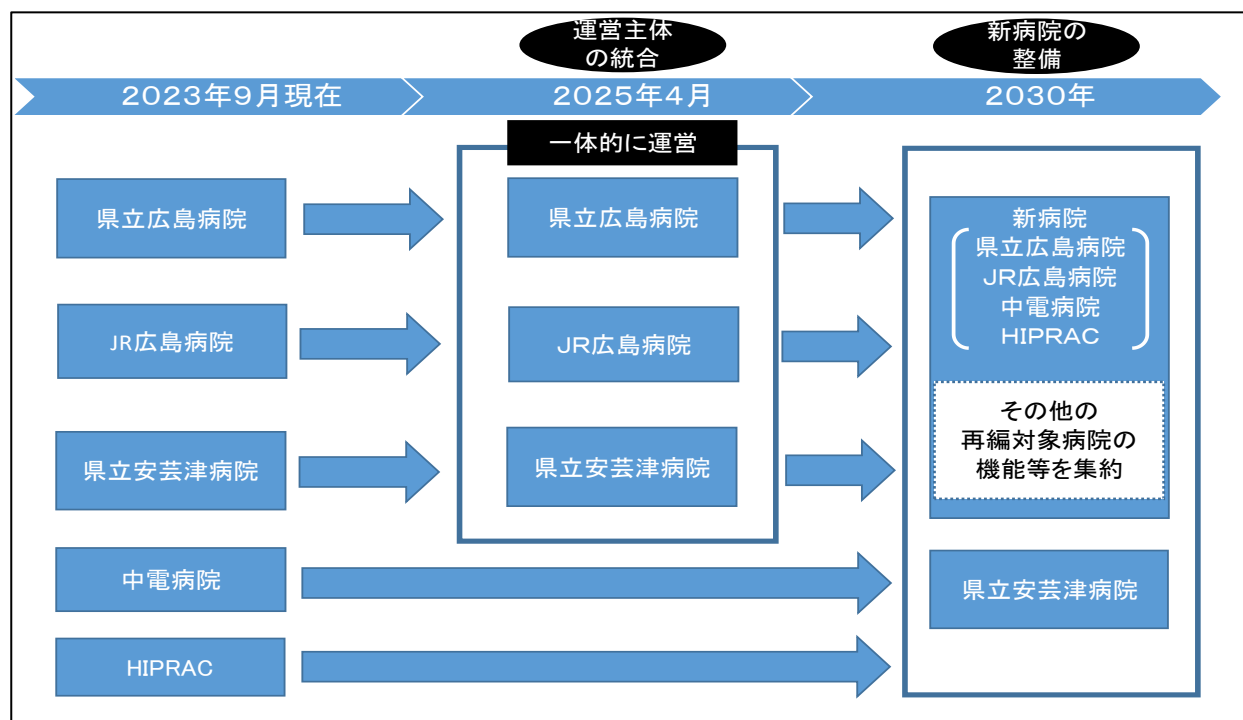 運営主体
の統合
新病院の
整備
2023年9月現在
2025年4月
2030年
一体的に運営
県立広島病院
県立広島病院
新病院
県立広島病院
JR広島病院
中電病院
HIPRAC
JR広島病院
JR広島病院
その他の
再編対象病院の
機能等を集約
県立安芸津病院
県立安芸津病院
中電病院
県立安芸津病院
HIPRAC